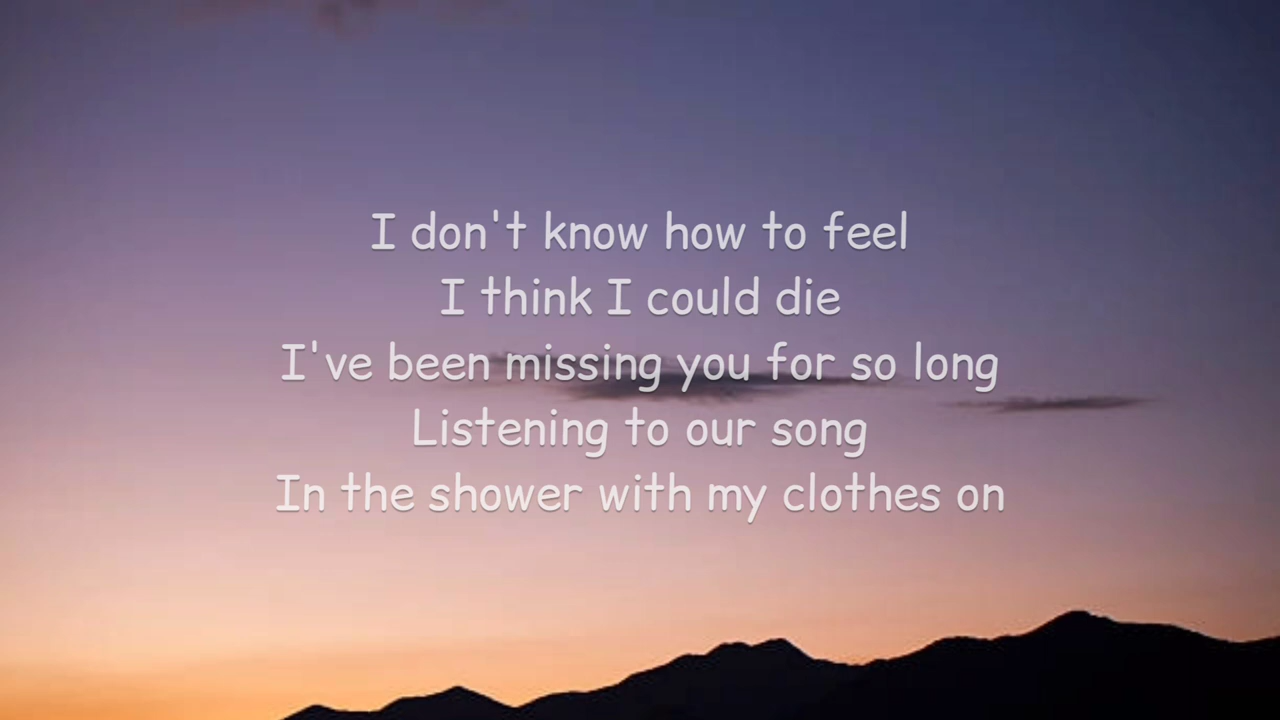 I don't know how to feel
I think I could die
I've been missing you for so long
Listening to our song
In the shower with my clothes on